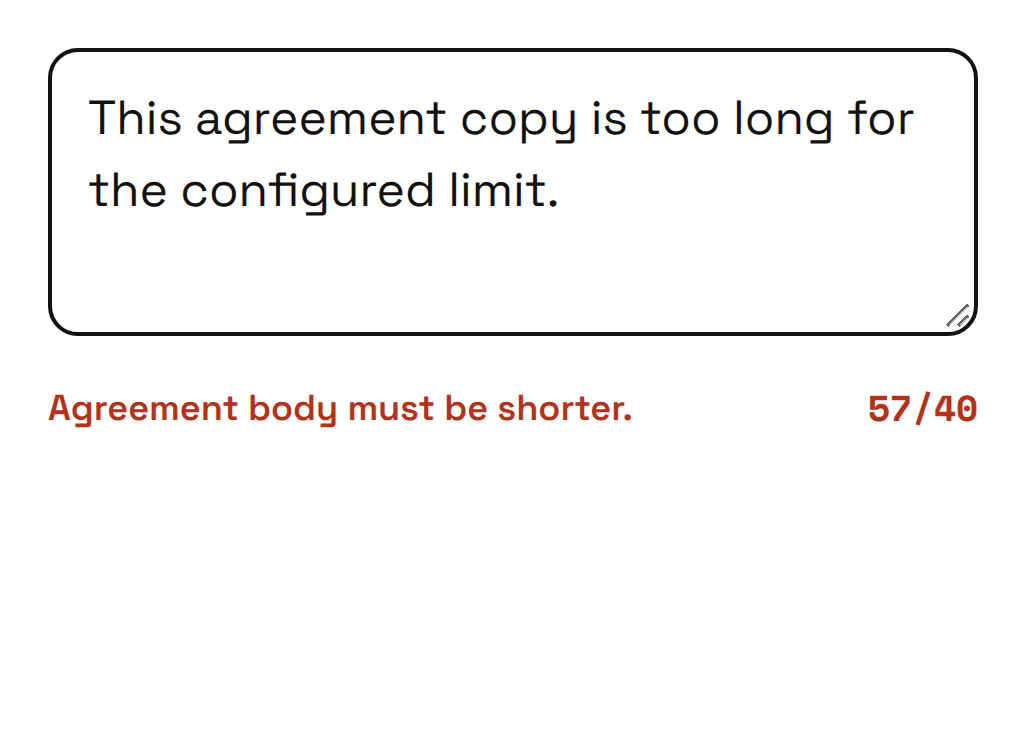 This agreement copy is too long for
the configured limit.
Agreement body must be shorter.
57/40